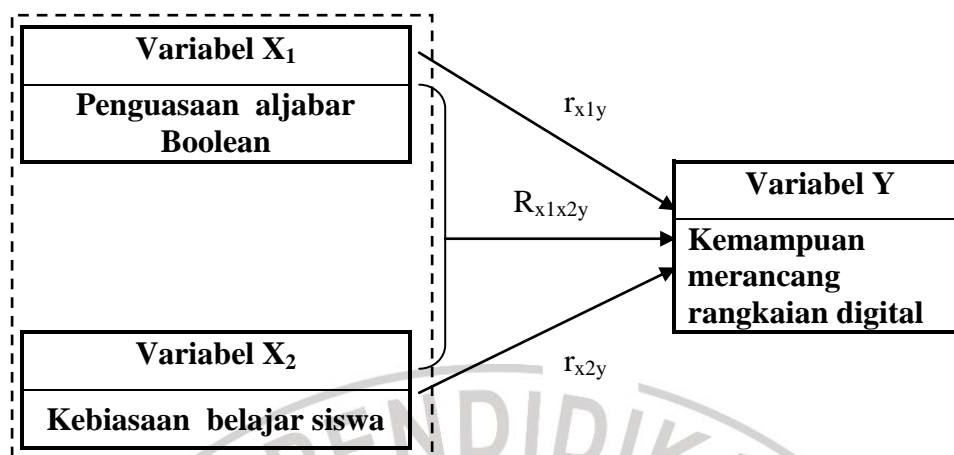 Variabel X₁
Penguasaan aljabar
Boolean
rₓ₁y
Rₓ₁ₓ₂y
Variabel Y
Kemampuan
merancang
rangkaian digital
Variabel X₂
Kebiasaan belajar siswa
rₓ₂y